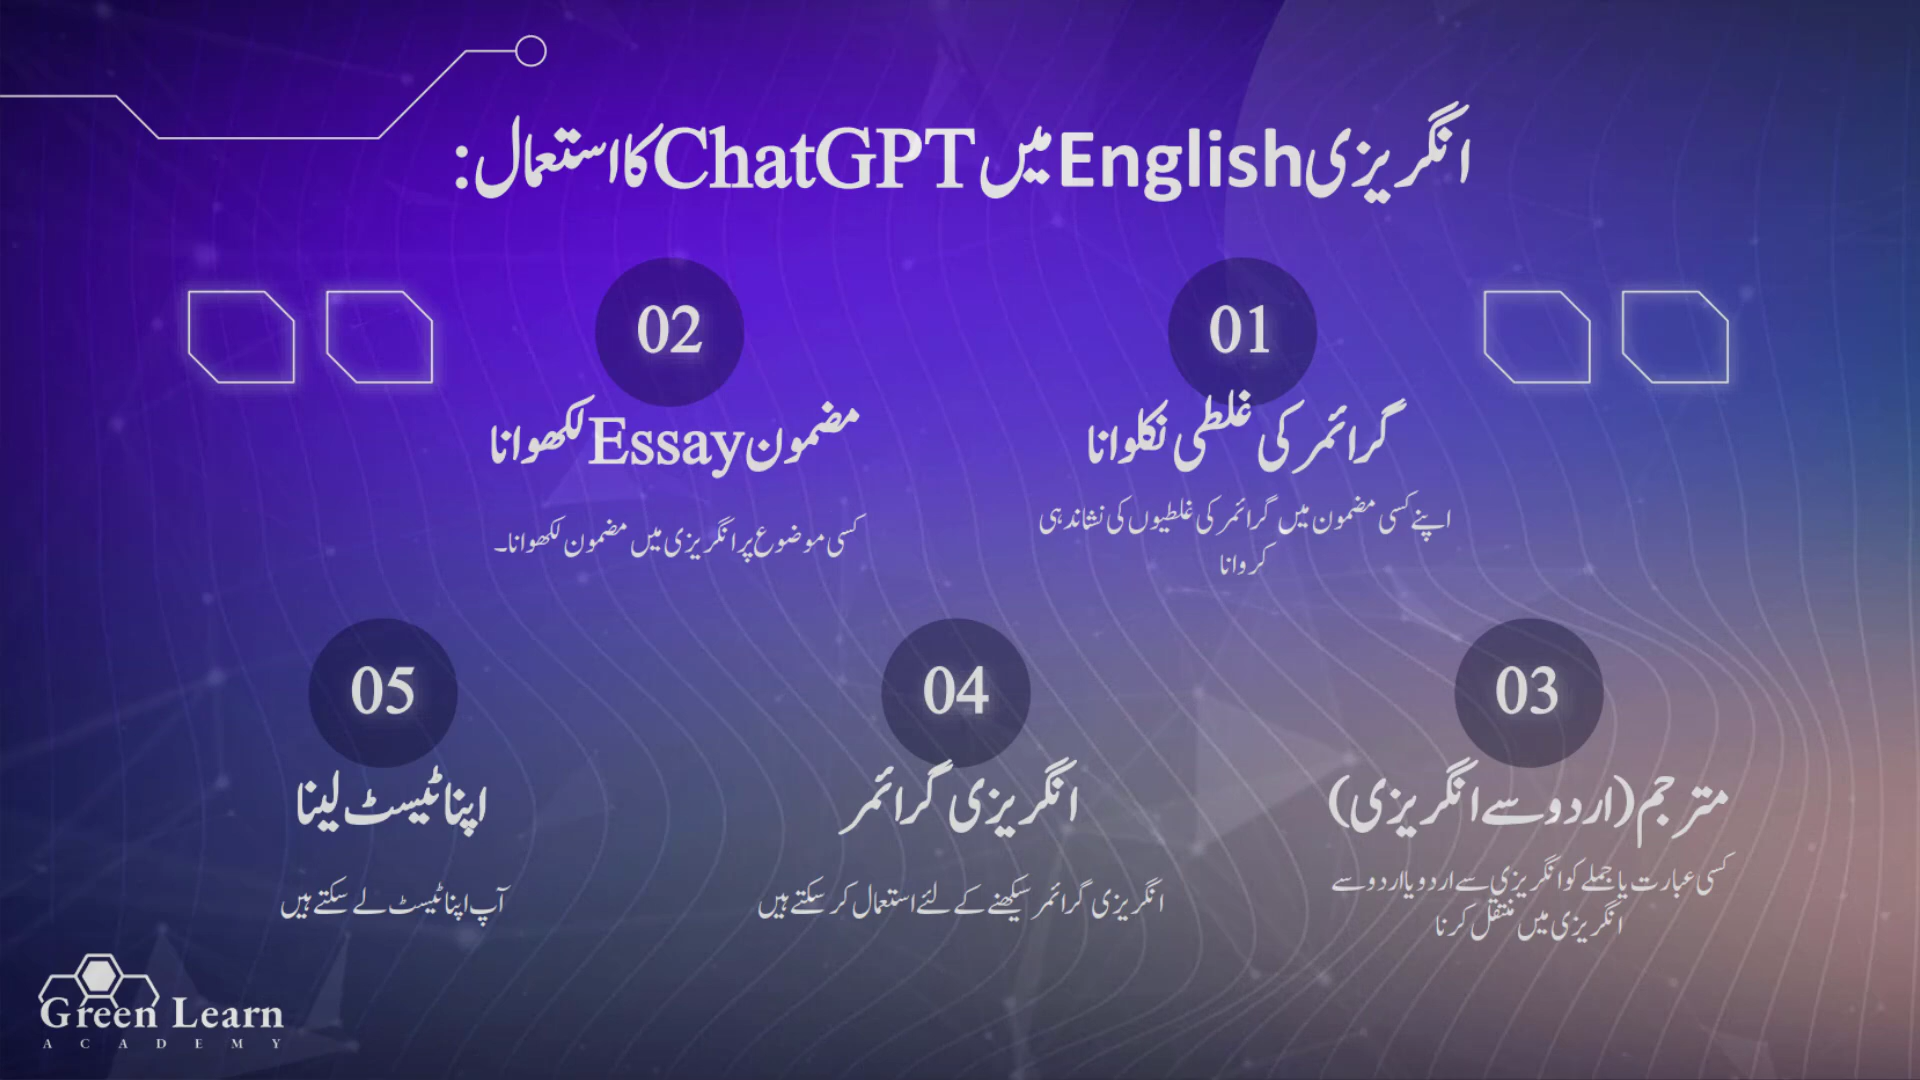 انگریزی English میں ChatGPT کا استعمال:
01
گرائمر کی غلطی نکلوانا
اپنے کسی مضمون میں گرائمر کی غلطیوں کی نشاندہی
کروانا
02
مضمون Essay لکھوانا
کسی موضوع پر انگریزی میں مضمون لکھوانا۔
03
مترجم (اردو سے انگریزی)
کسی عبارت یا جملے کو انگریزی سے اردو یا اردو سے
انگریزی میں منتقل کرنا
04
انگریزی گرائمر
انگریزی گرائمر سیکھنے کے لئے استعمال کر سکتے ہیں
05
اپنا ٹیسٹ لینا
آپ اپنا ٹیسٹ لے سکتے ہیں
Green Learn
ACADEMY